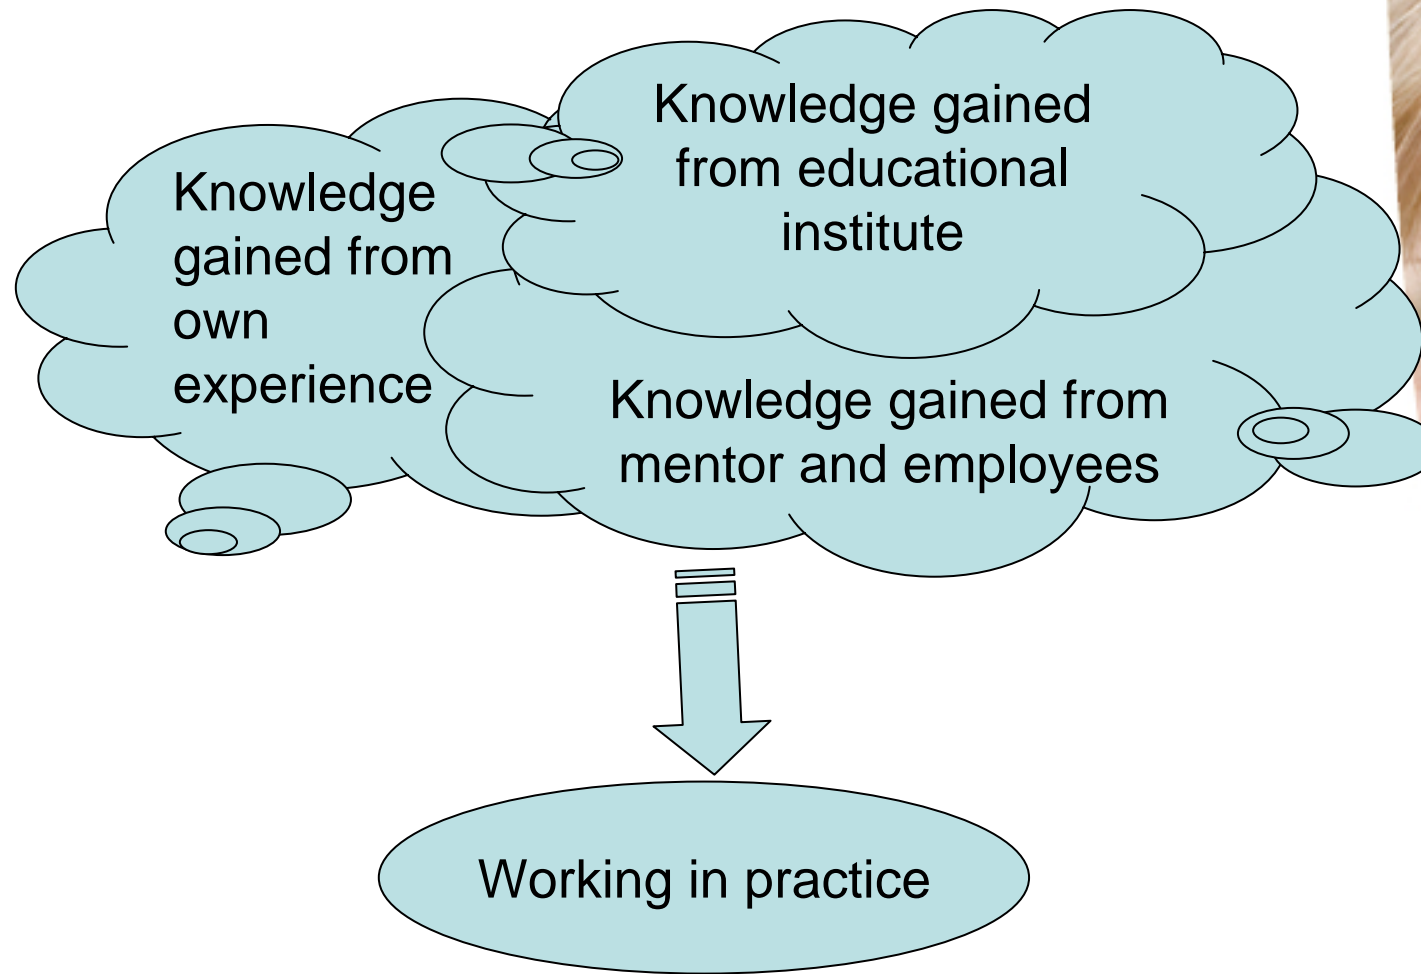 Knowledge gained
from educational
institute
Knowledge
gained from
own
experience
Knowledge gained from
mentor and employees
Working in practice